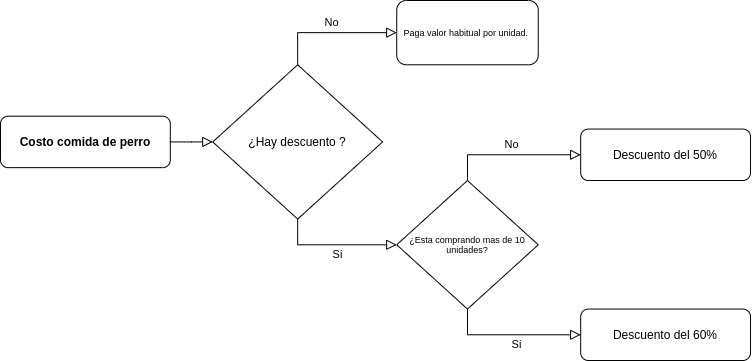 No
Paga valor habitual por unidad.
Costo comida de perro
¿Hay descuento ?
No
Descuento del 50%
¿Esta comprando mas de 10
unidades?
Si
Descuento del 60%
Si